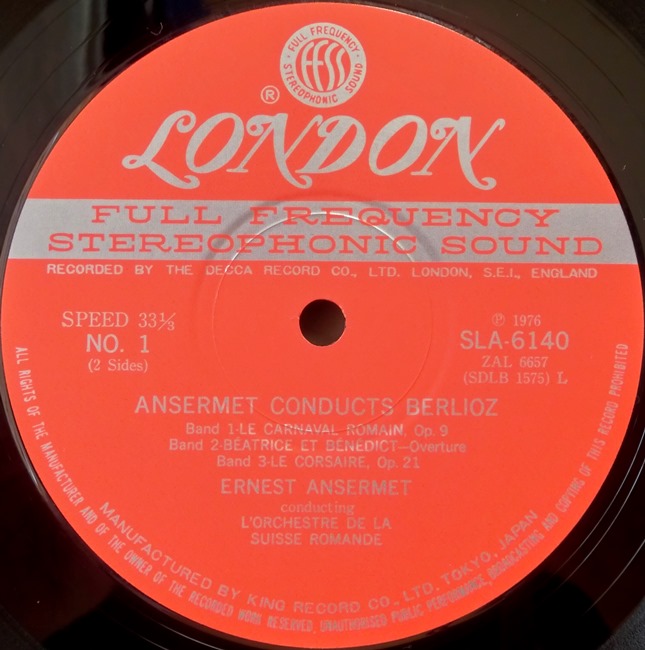 FULL FREQUENCY
ffss
STEREOPHONIC SOUND
®
LONDON
FULL FREQUENCY
STEREOPHONIC SOUND
RECORDED BY THE DECCA RECORD CO., LTD. LONDON, S.E.I., ENGLAND
SPEED 33⅓
NO. 1
(2 Sides)
℗ 1976
SLA-6140
ZAL 6657
(SDLB 1575) L
ANSERMET CONDUCTS BERLIOZ
Band 1-LE CARNAVAL ROMAIN, Op. 9
Band 2-BÉATRICE ET BÉNÉDICT—Overture
Band 3-LE CORSAIRE, Op. 21
ERNEST ANSERMET
conducting
L'ORCHESTRE DE LA
SUISSE ROMANDE
MANUFACTURED BY KING RECORD CO., LTD. TOKYO, JAPAN
ALL RIGHTS OF THE MANUFACTURER AND OF THE OWNER OF THE RECORDED WORK RESERVED, UNAUTHORISED PUBLIC PERFORMANCE, BROADCASTING AND COPYING OF THIS RECORD PROHIBITED